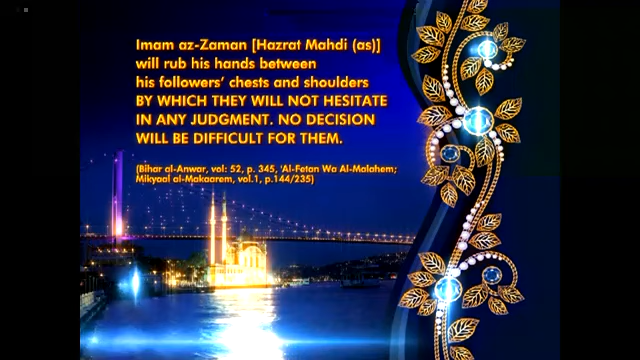 Imam az-Zaman [Hazrat Mahdi (as)]
will rub his hands between
his followers' chests and shoulders
BY WHICH THEY WILL NOT HESITATE
IN ANY JUDGMENT. NO DECISION
WILL BE DIFFICULT FOR THEM.
(Bihar al-Anwar, vol: 52, p. 345, 'Al-Fetan Wa Al-Malahem;
Mikyaal al-Makaarem, vol.1, p.144/235)